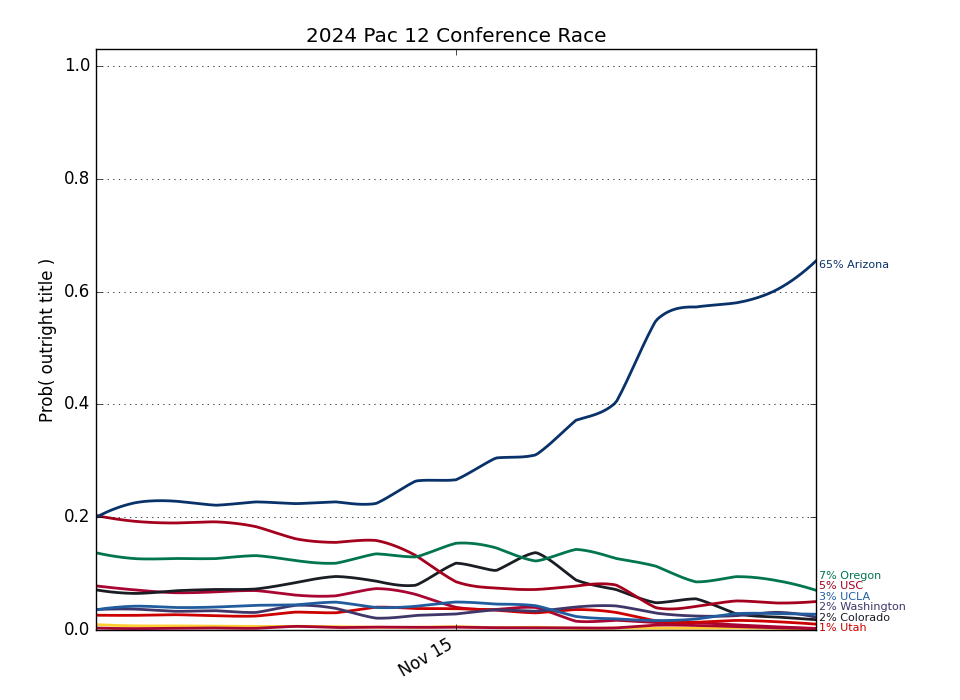 2024 Pac 12 Conference Race
Prob( outright title )
1.0
0.8
0.6
0.4
0.2
0.0
Nov 15
65% Arizona
7% Oregon
5% USC
3% UCLA
2% Washington
2% Colorado
1% Utah